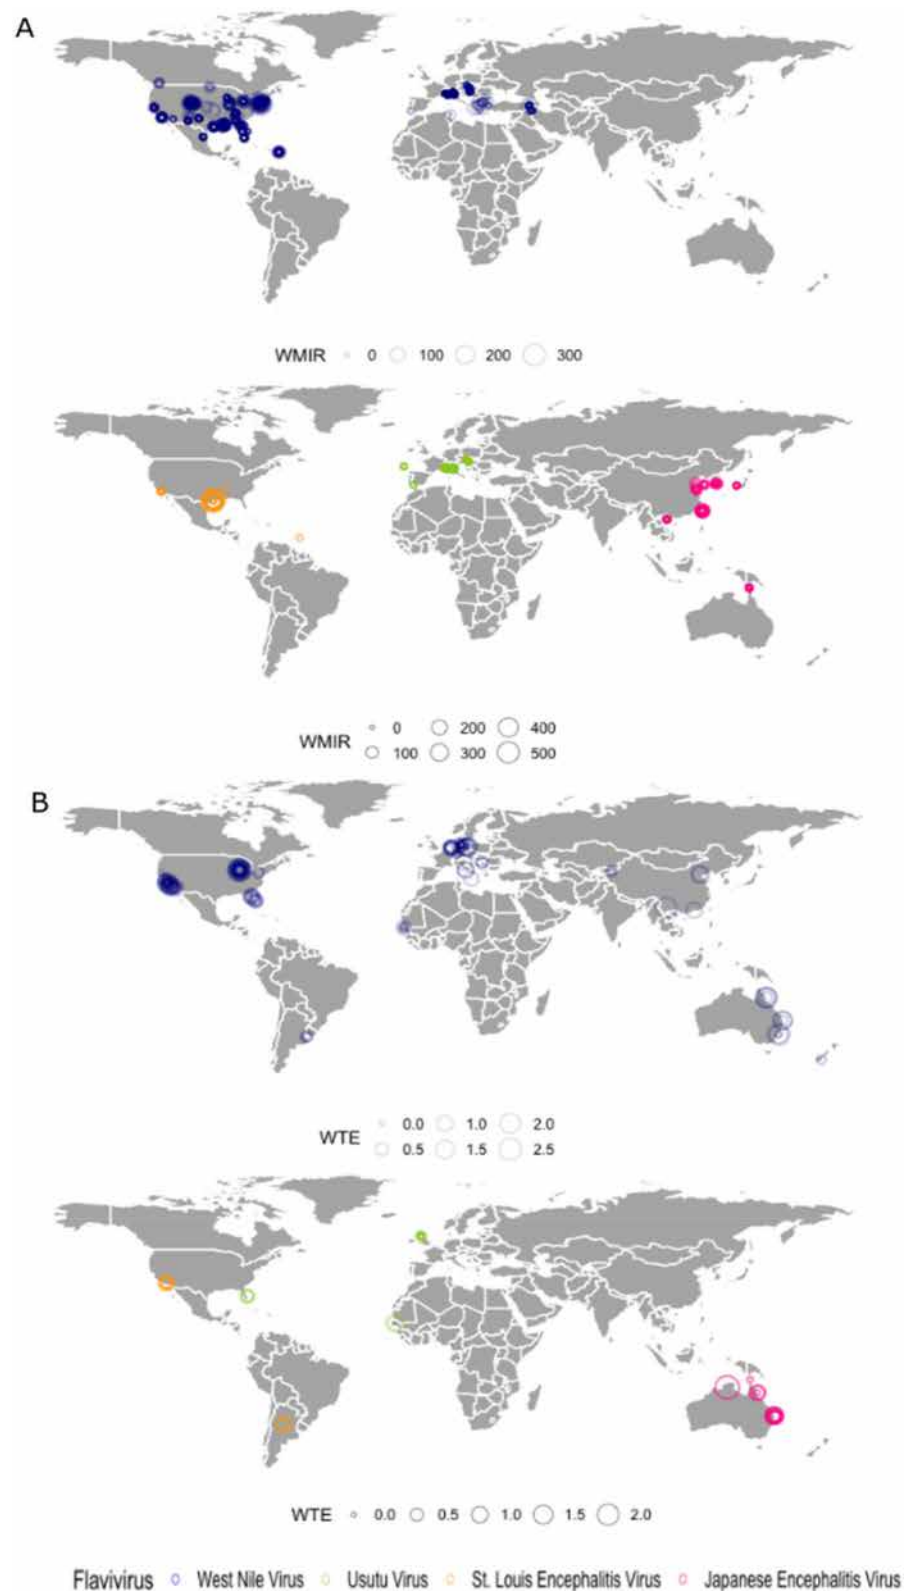 A
WMIR 0 100 200 300
WMIR 0 200 400
100 300 500
B
WTE 0.0 1.0 2.0
0.5 1.5 2.5
WTE 0.0 0.5 1.0 1.5 2.0
Flavivirus West Nile Virus Usutu Virus St. Louis Encephalitis Virus Japanese Encephalitis Virus